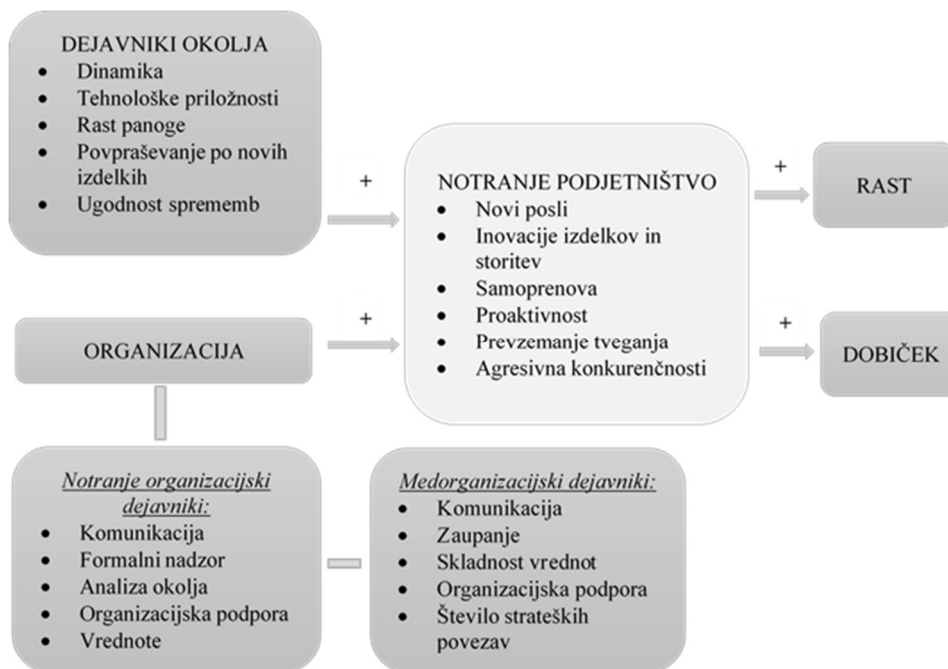 DEJAVNIKI OKOLJA
• Dinamika
• Tehnološke priložnosti
• Rast panoge
• Povpraševanje po novih
izdelkih
• Ugodnost sprememb
+
+
ORGANIZACIJA
NOTRANJE PODJETNIŠTVO
• Novi posli
• Inovacije izdelkov in
storitev
• Samoprenova
• Proaktivnost
• Prevzemanje tveganja
• Agresivna konkurenčnosti
+
RAST
+
DOBIČEK
Notranje organizacijski
dejavniki:
• Komunikacija
• Formalni nadzor
• Analiza okolja
• Organizacijska podpora
• Vrednote
Medorganizacijski dejavniki:
• Komunikacija
• Zaupanje
• Skladnost vrednot
• Organizacijska podpora
• Število strateških
povezav